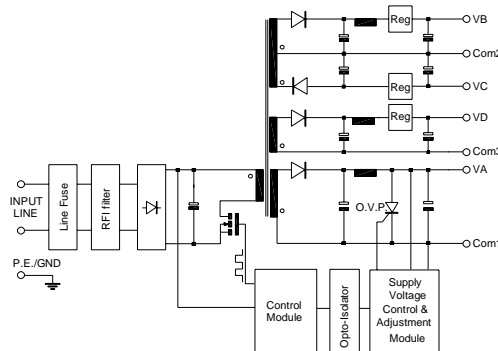 VB
Reg
Com2
Reg
VC
Reg
VD
Com3
VA
INPUT
LINE
Line Fuse
RFI filter
O.V.P.
Com1
P.E./GND
Control
Module
Opto-Isolator
Supply
Voltage
Control &
Adjustment
Module